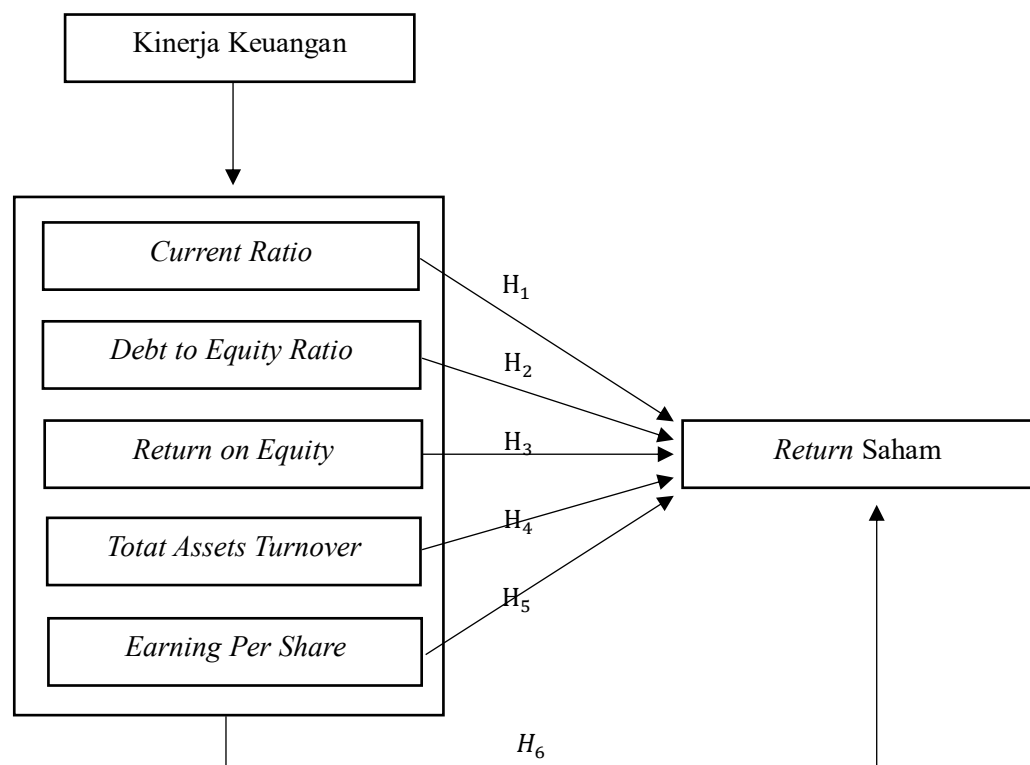 Kinerja Keuangan
Current Ratio
H₁
Debt to Equity Ratio
H₂
Return on Equity
H₃
Return Saham
Totat Assets Turnover
H₄
Earning Per Share
H₅
H₆